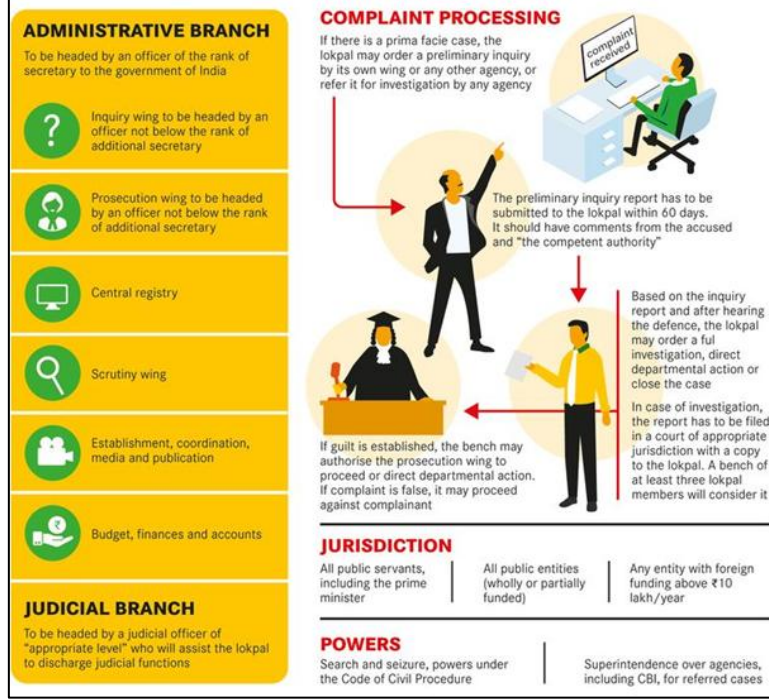 ADMINISTRATIVE BRANCH
To be headed by an officer of the rank of
secretary to the government of India
?
Inquiry wing to be headed by an
officer not below the rank of
additional secretary
Prosecution wing to be headed
by an officer not below the rank
of additional secretary
Central registry
Scrutiny wing
Establishment, coordination,
media and publication
₹
Budget, finances and accounts
JUDICIAL BRANCH
To be headed by a judicial officer of
"appropriate level" who will assist the lokpal
to discharge judicial functions
COMPLAINT PROCESSING
If there is a prima facie case, the
lokpal may order a preliminary inquiry
by its own wing or any other agency, or
refer it for investigation by any agency
complaint
received
The preliminary inquiry report has to be
submitted to the lokpal within 60 days.
It should have comments from the accused
and "the competent authority"
Based on the inquiry
report and after hearing
the defence, the lokpal
may order a ful
investigation, direct
departmental action or
close the case
In case of investigation,
the report has to be filed
in a court of appropriate
jurisdiction with a copy
to the lokpal. A bench of
at least three lokpal
members will consider it
If guilt is established, the bench may
authorise the prosecution wing to
proceed or direct departmental action.
If complaint is false, it may proceed
against complainant
JURISDICTION
All public servants,
including the prime
minister
All public entities
(wholly or partially
funded)
Any entity with foreign
funding above ₹10
lakh/year
POWERS
Search and seizure, powers under
the Code of Civil Procedure
Superintendence over agencies,
including CBI, for referred cases